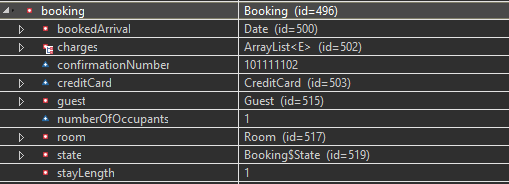 booking Booking (id=496)
bookedArrival Date (id=500)
charges ArrayList<E> (id=502)
confirmationNumber 101111102
creditCard CreditCard (id=503)
guest Guest (id=515)
numberOfOccupants 1
room Room (id=517)
state Booking$State (id=519)
stayLength 1